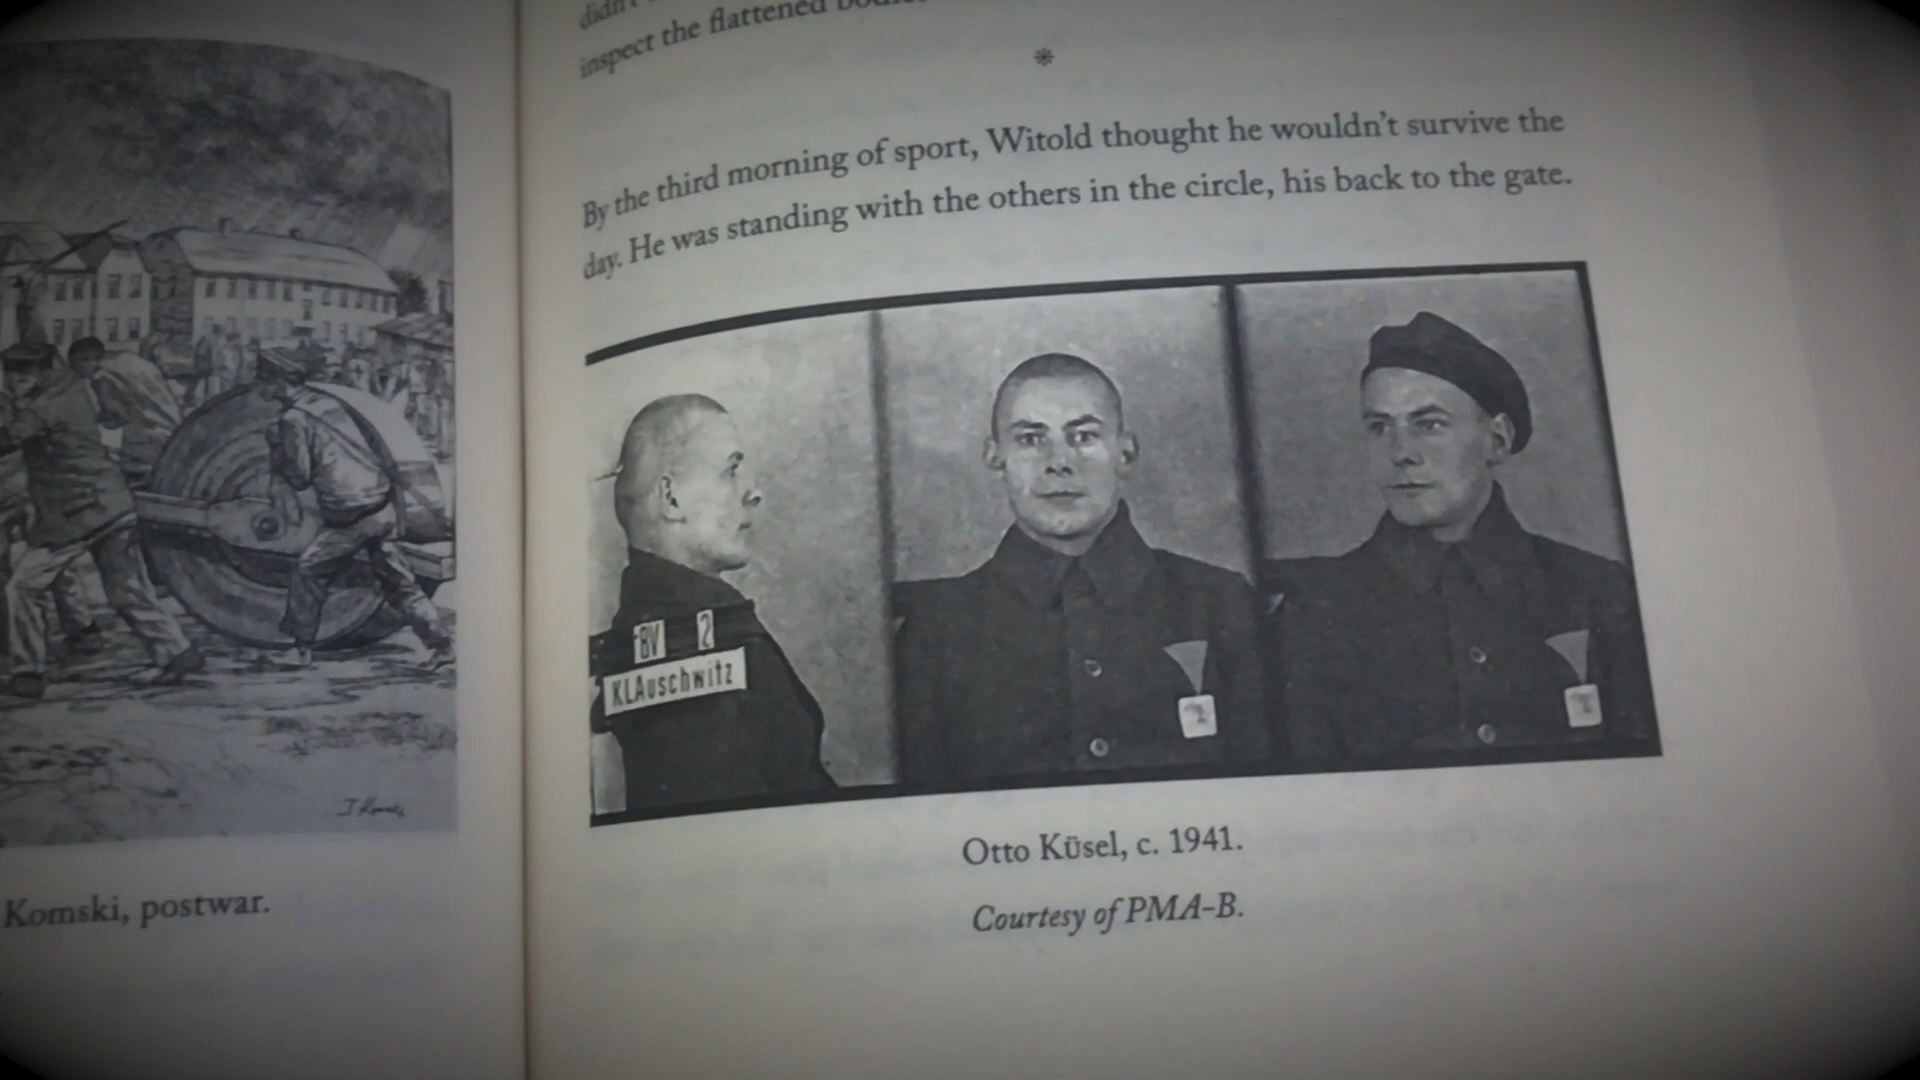 Komski, postwar.
didn't
inspect the flattened
*
By the third morning of sport, Witold thought he wouldn't survive the
day. He was standing with the others in the circle, his back to the gate.
BV 2
KLAuschwitz
2
Otto Küsel, c. 1941.
Courtesy of PMA-B.